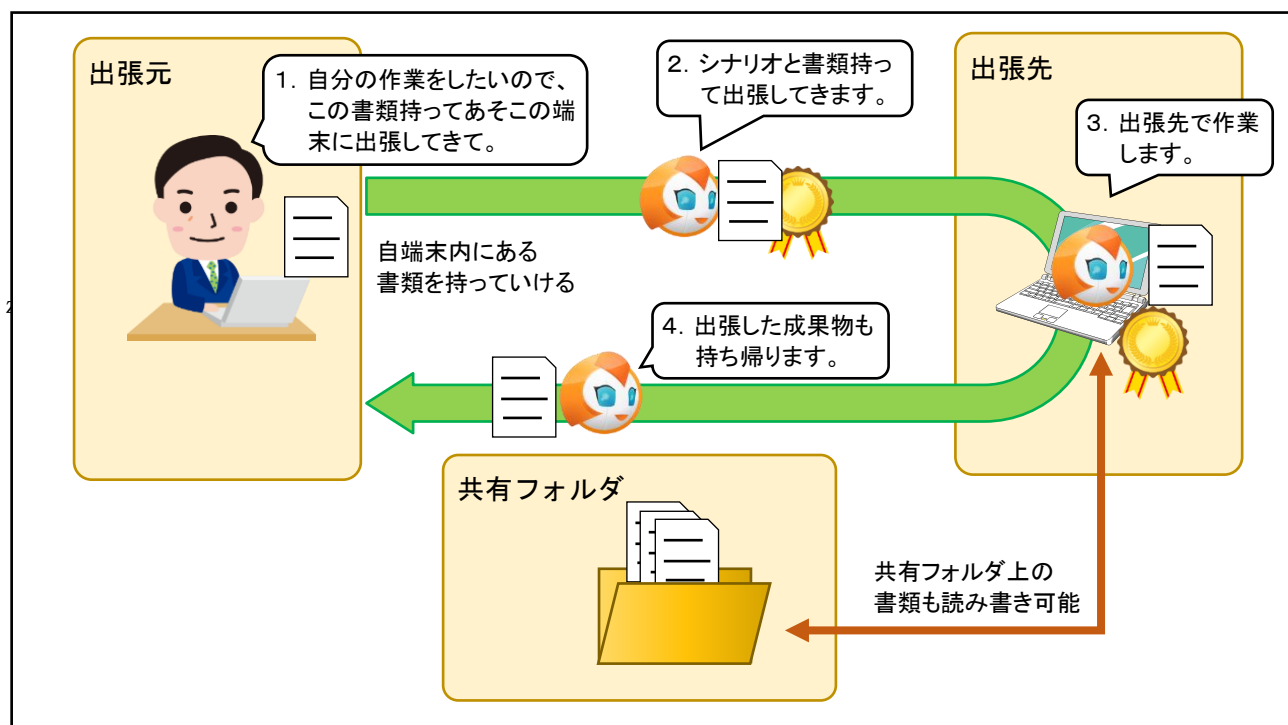 出張元
1. 自分の作業をしたいので、
この書類持ってあそこの端
末に出張してきて。
2. シナリオと書類持っ
て出張してきます。
出張先
3. 出張先で作業
します。
自端末内にある
書類を持っていける
4. 出張した成果物も
持ち帰ります。
共有フォルダ
共有フォルダ上の
書類も読み書き可能